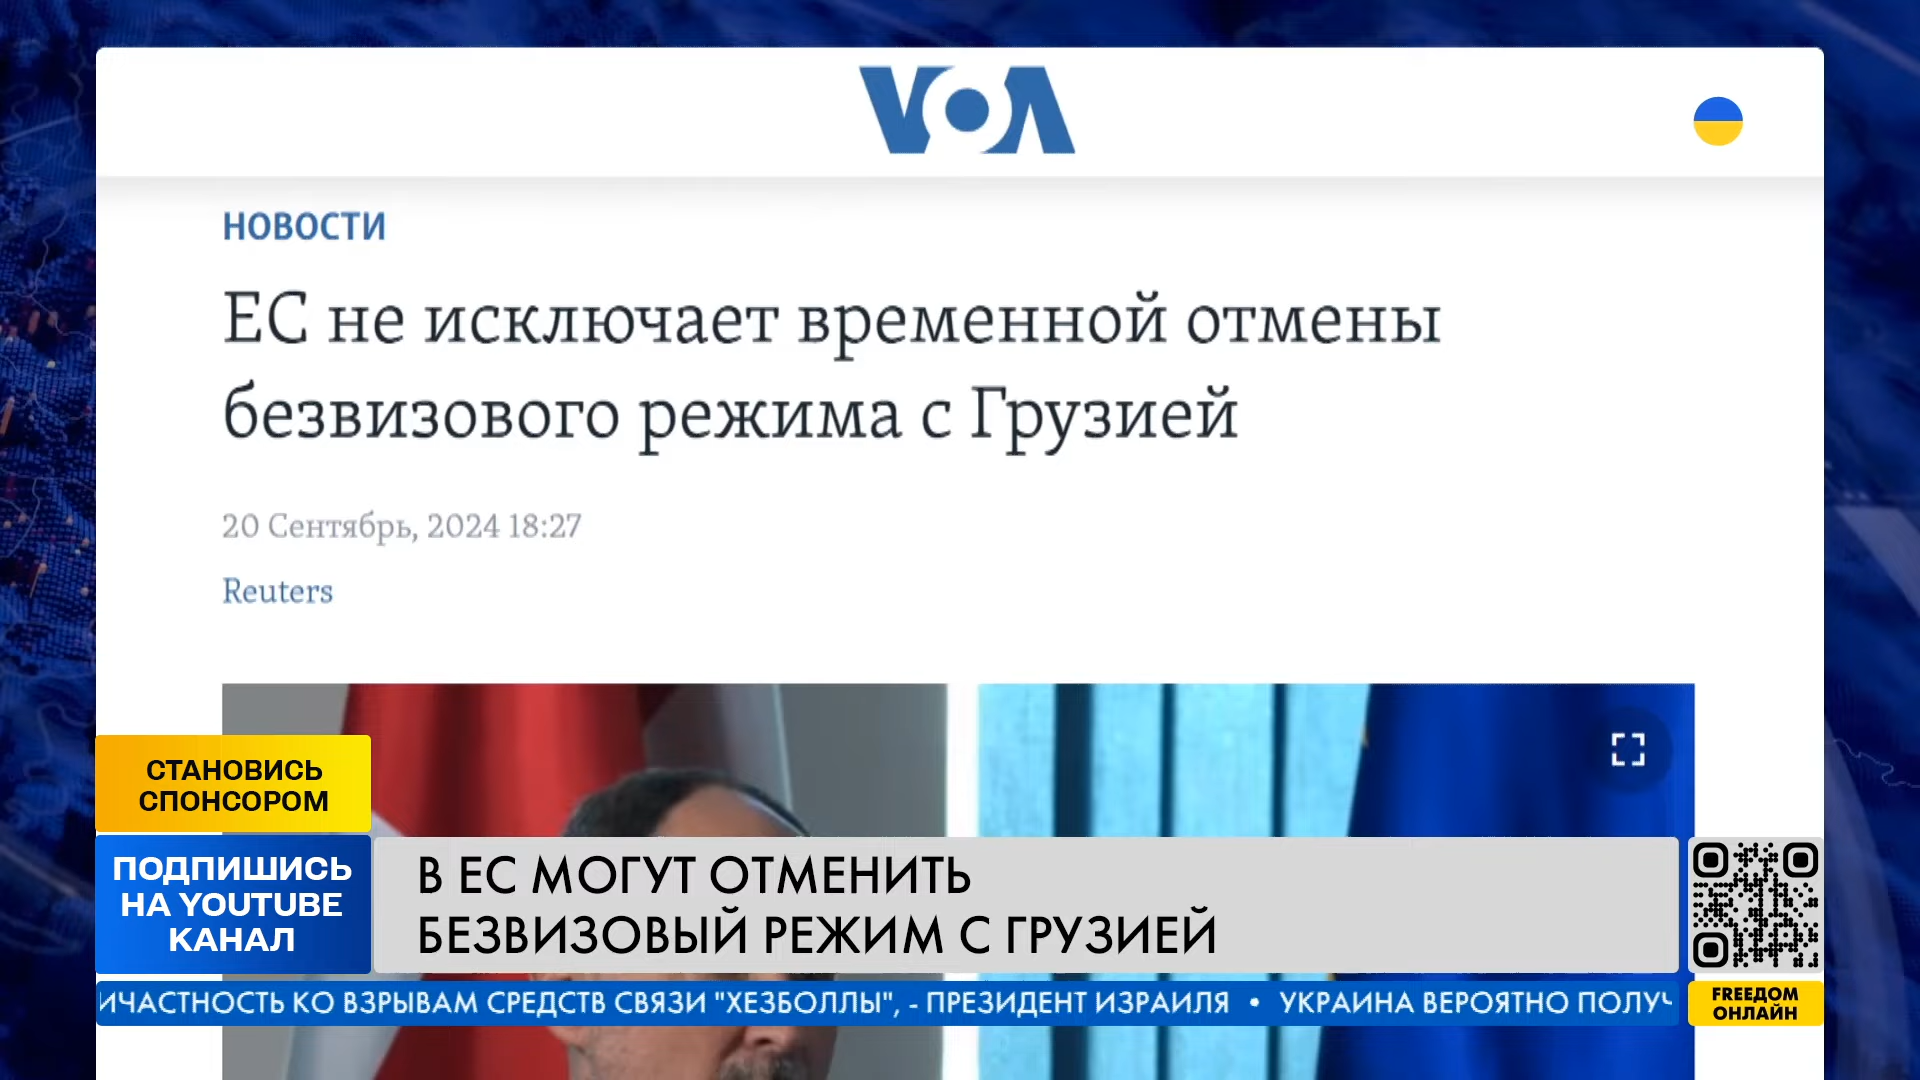 VOA
НОВОСТИ
ЕС не исключает временной отмены
безвизового режима с Грузией
20 Сентябрь, 2024 18:27
Reuters
СТАНОВИСЬ
СПОНСОРОМ
ПОДПИШИСЬ
НА YOUTUBE
КАНАЛ
В ЕС МОГУТ ОТМЕНИТЬ
БЕЗВИЗОВЫЙ РЕЖИМ С ГРУЗИЕЙ
ИЧАСТНОСТЬ КО ВЗРЫВАМ СРЕДСТВ СВЯЗИ "ХЕЗБОЛЛЫ", - ПРЕЗИДЕНТ ИЗРАИЛЯ • УКРАИНА ВЕРОЯТНО ПОЛУЧ
FREEДОМ
ОНЛАЙН